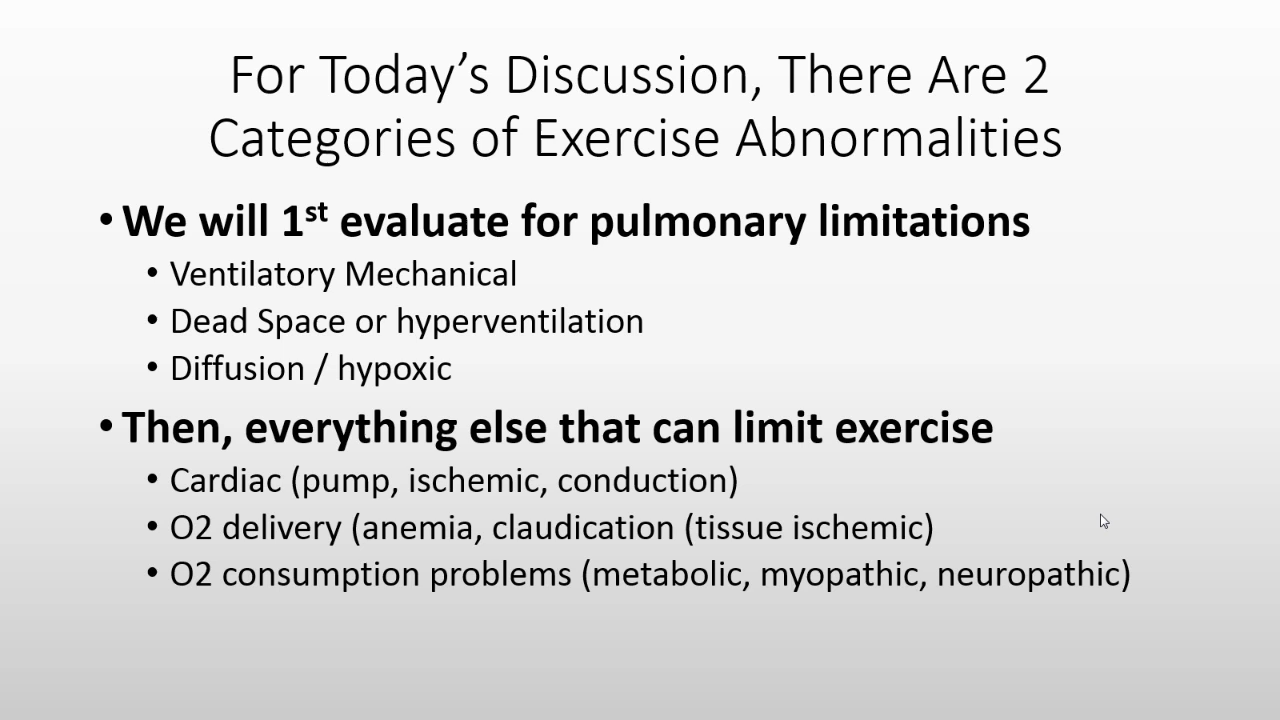 For Today’s Discussion, There Are 2
Categories of Exercise Abnormalities
• We will 1st evaluate for pulmonary limitations
• Ventilatory Mechanical
• Dead Space or hyperventilation
• Diffusion / hypoxic
• Then, everything else that can limit exercise
• Cardiac (pump, ischemic, conduction)
• O2 delivery (anemia, claudication (tissue ischemic)
• O2 consumption problems (metabolic, myopathic, neuropathic)